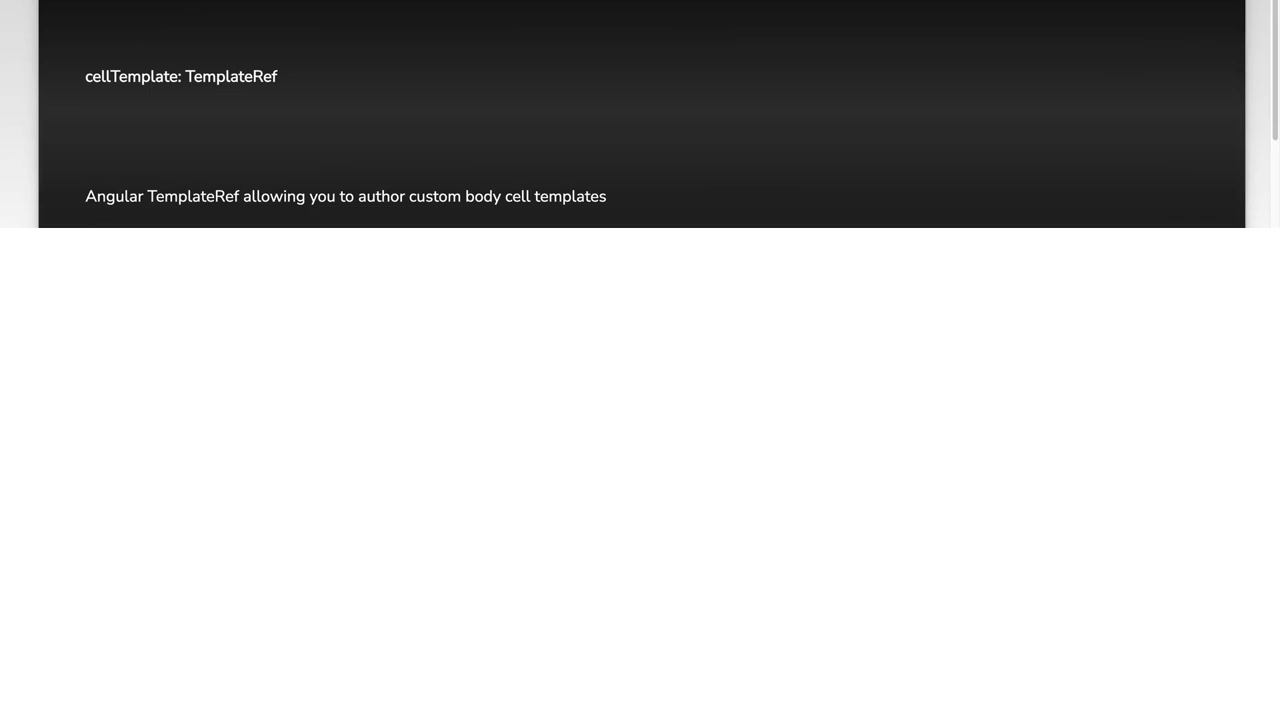 cellTemplate: TemplateRef
Angular TemplateRef allowing you to author custom body cell templates